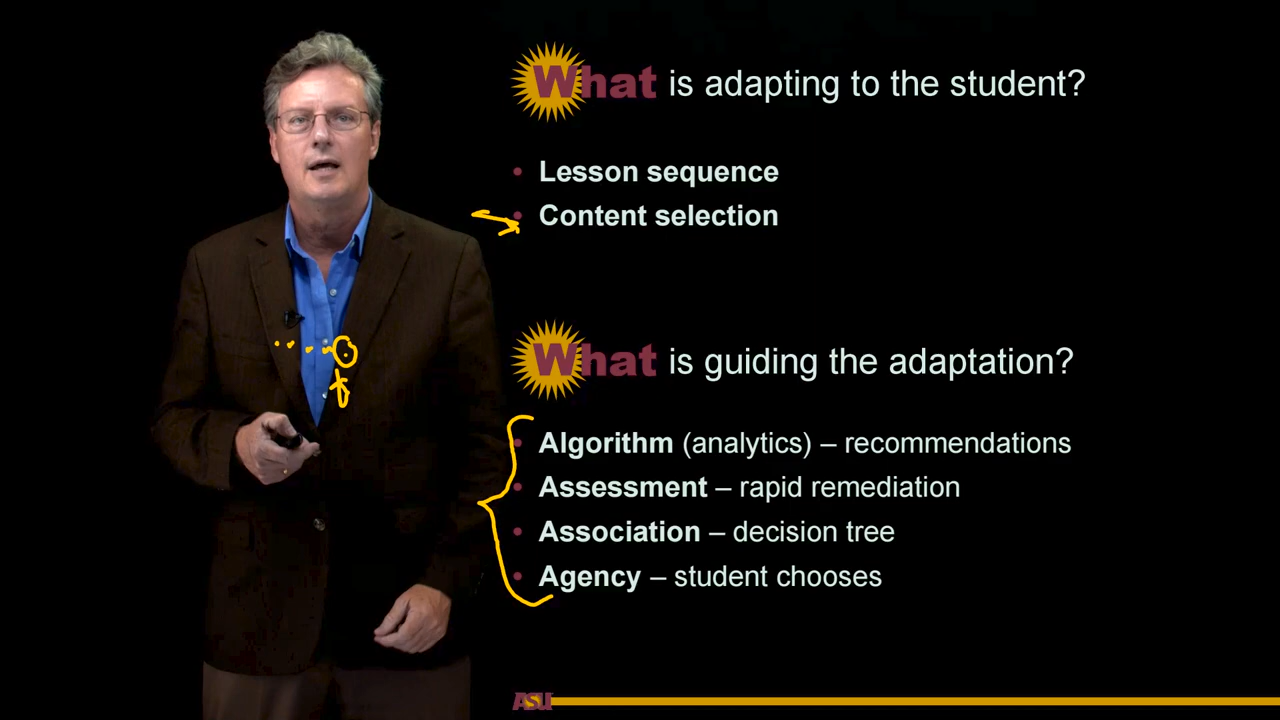 What is adapting to the student?
• Lesson sequence
• Content selection
What is guiding the adaptation?
• Algorithm (analytics) – recommendations
• Assessment – rapid remediation
• Association – decision tree
• Agency – student chooses
ASU